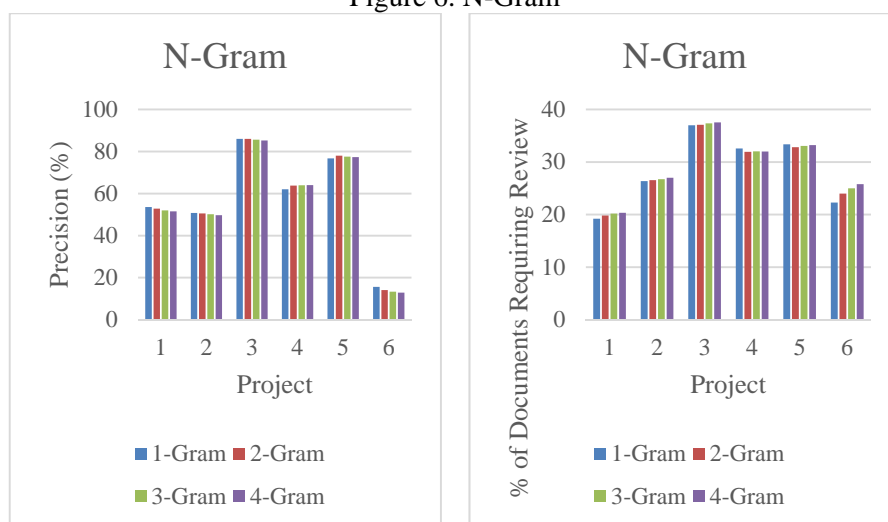 Figure 6. N-Gram
N-Gram
Precision (%)
100
80
60
40
20
0
1 2 3 4 5 6
Project
1-Gram 2-Gram
3-Gram 4-Gram
N-Gram
% of Documents Requiring Review
40
30
20
10
0
1 2 3 4 5 6
Project
1-Gram 2-Gram
3-Gram 4-Gram